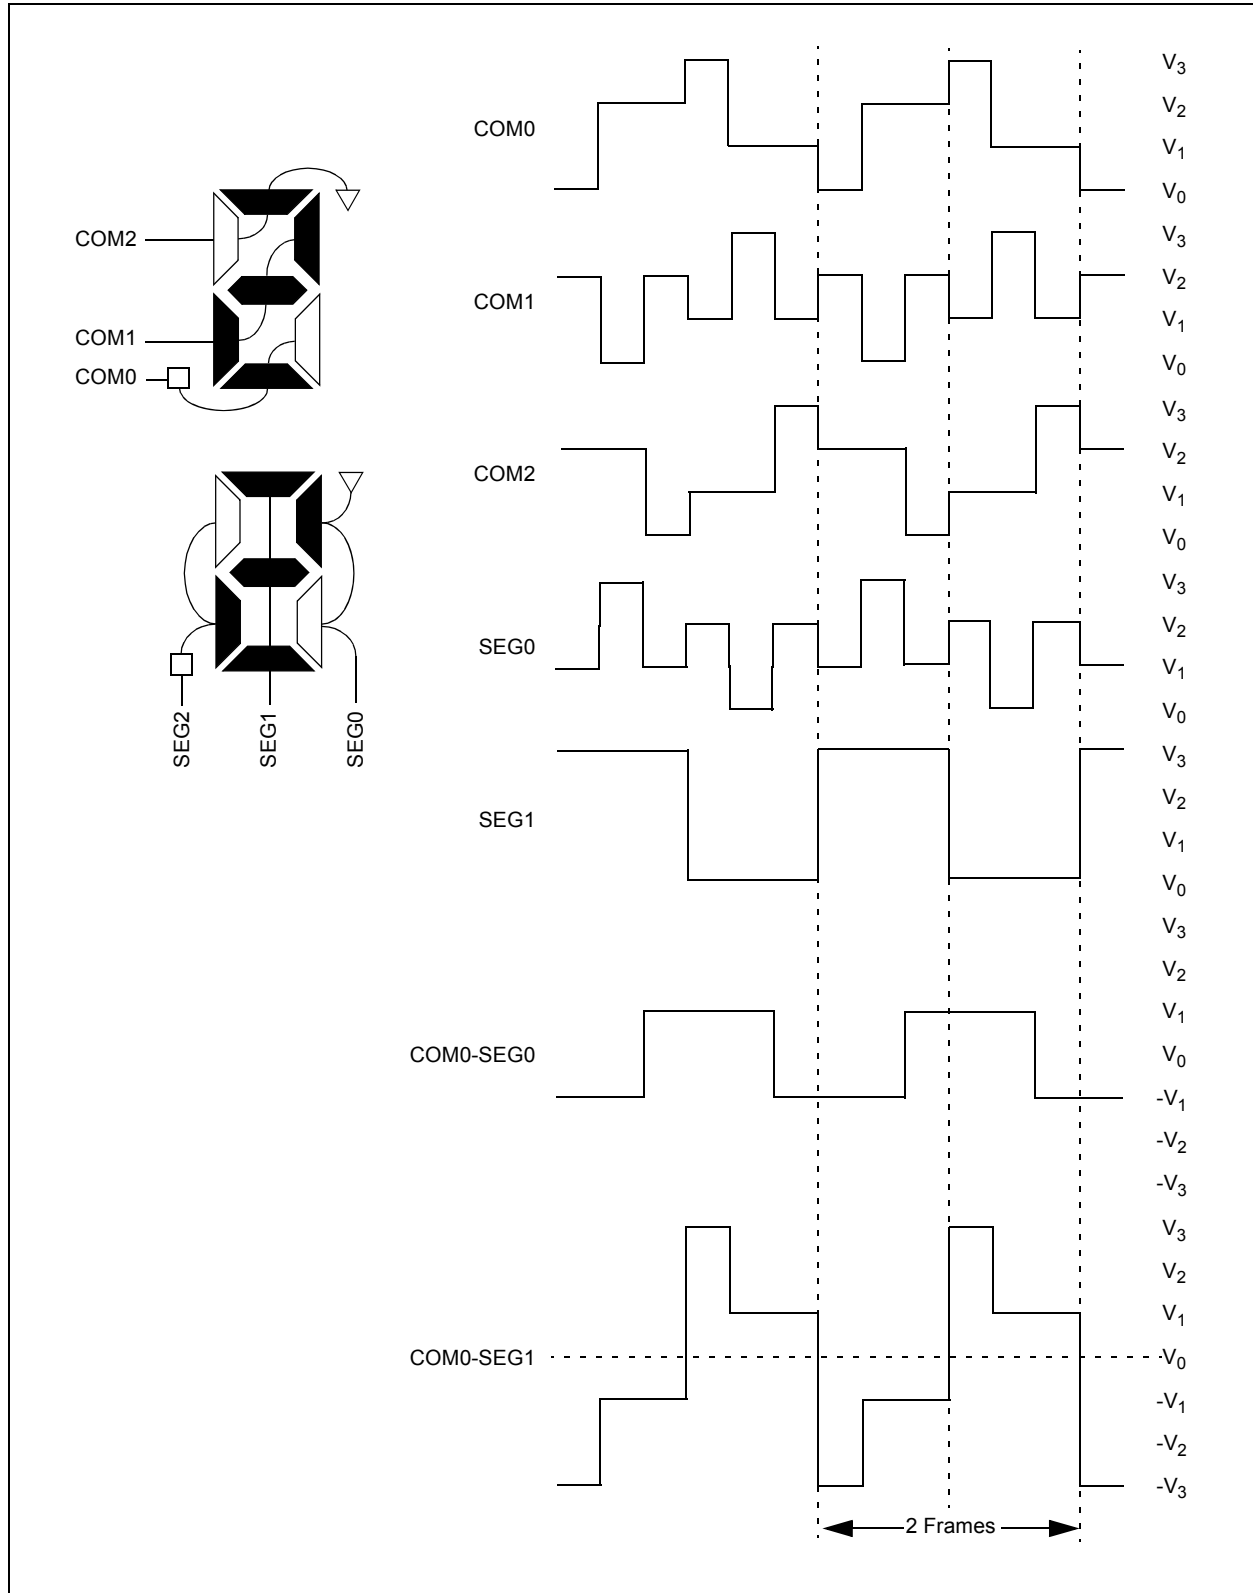 COM2
COM1
COM0
SEG2
SEG1
SEG0
COM0
V3
V2
V1
V0
COM1
V3
V2
V1
V0
COM2
V3
V2
V1
V0
SEG0
V3
V2
V1
V0
SEG1
V3
V2
V1
V0
COM0-SEG0
V3
V2
V1
V0
-V1
-V2
-V3
COM0-SEG1
V3
V2
V1
V0
-V1
-V2
-V3
2 Frames